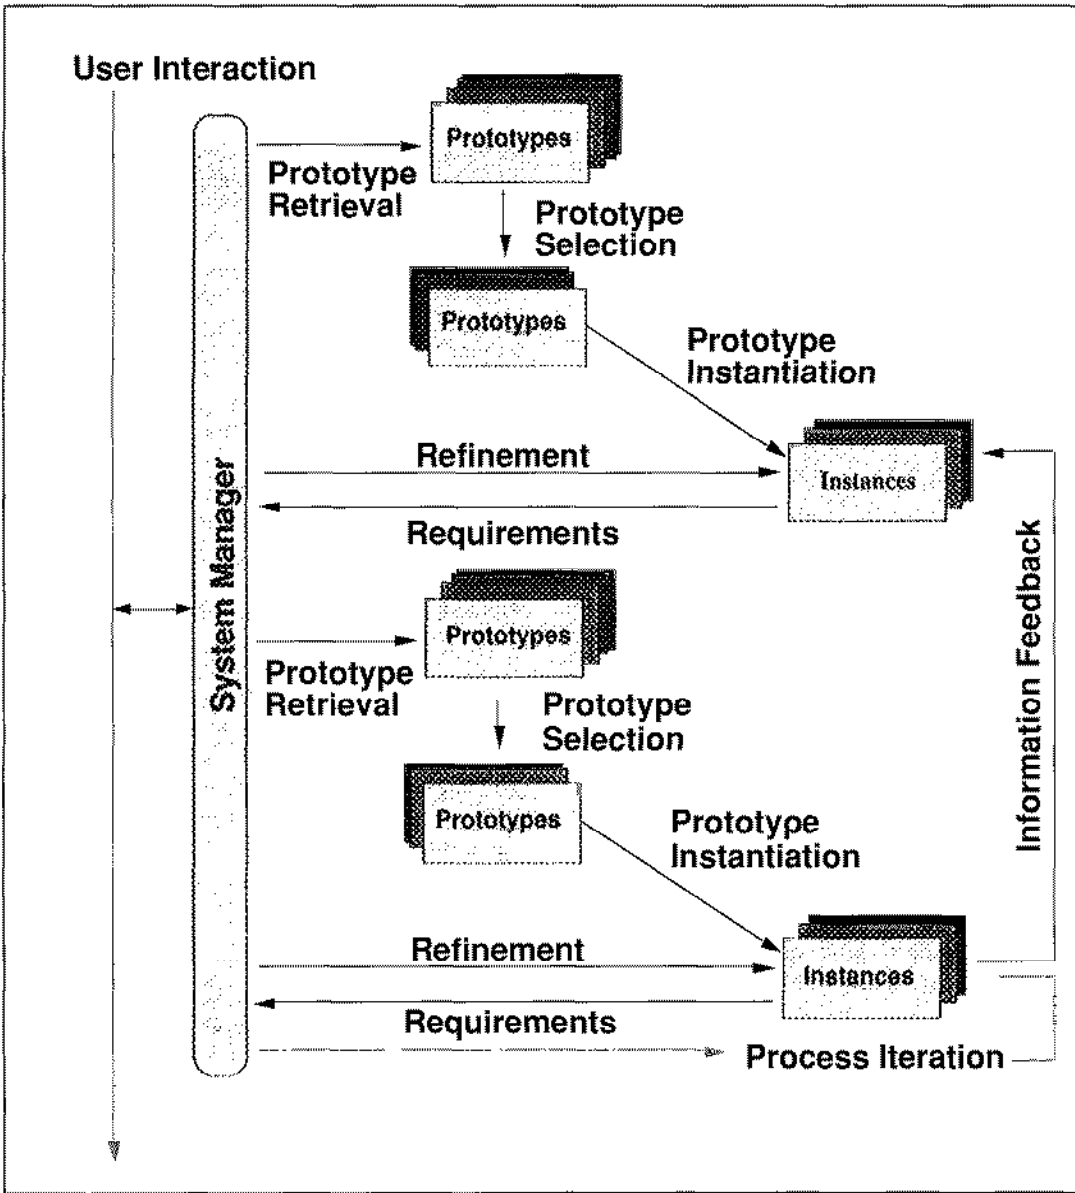 User Interaction
Prototypes
Prototype
Retrieval
Prototype
Selection
Prototypes
Prototype
Instantiation
Refinement
Instances
Requirements
System Manager
Information Feedback
Prototypes
Prototype
Retrieval
Prototype
Selection
Prototypes
Prototype
Instantiation
Refinement
Instances
Requirements
Process Iteration